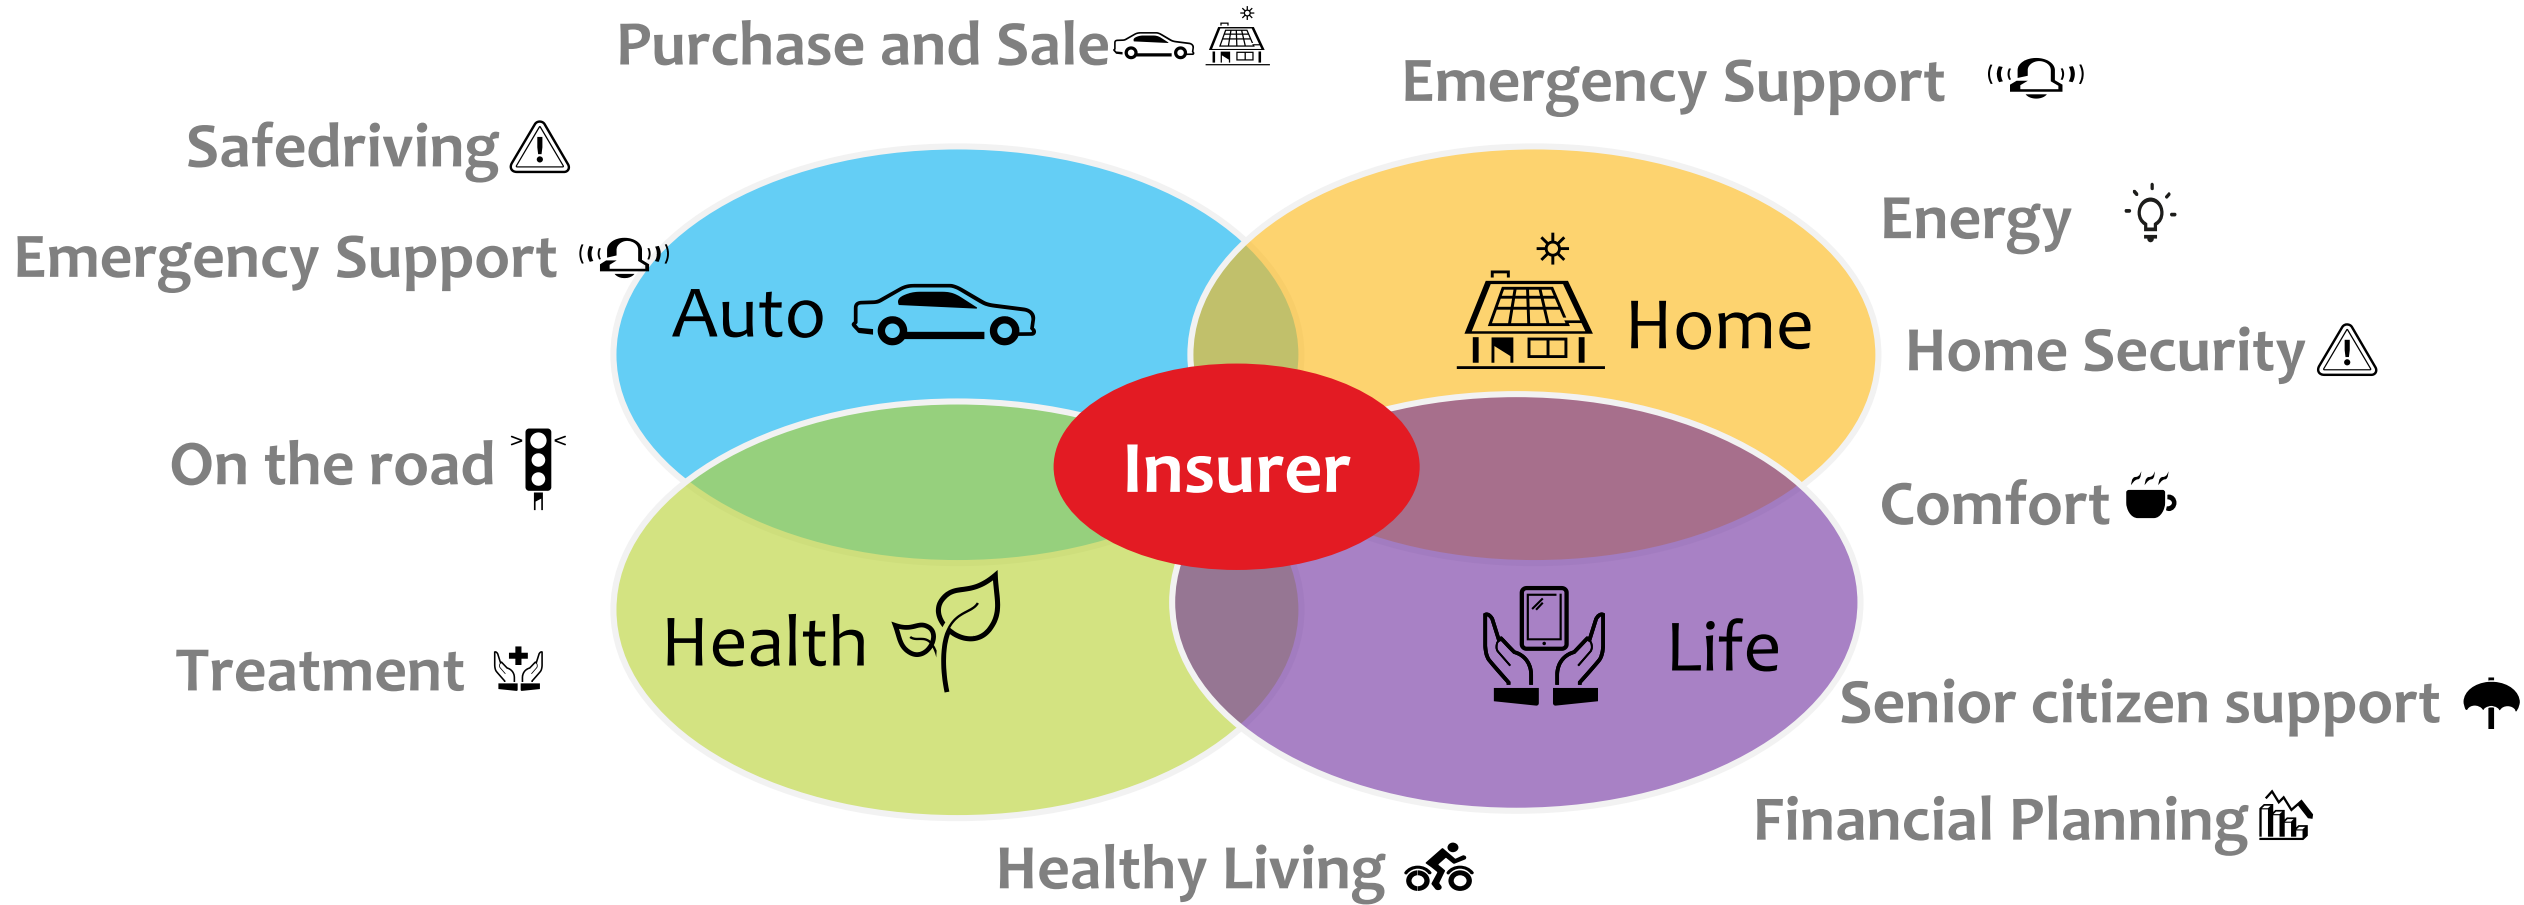 Purchase and Sale
Emergency Support
Safedriving
Energy
Emergency Support
Auto
Home
Home Security
On the road
Insurer
Comfort
Treatment
Health
Life
Senior citizen support
Financial Planning
Healthy Living